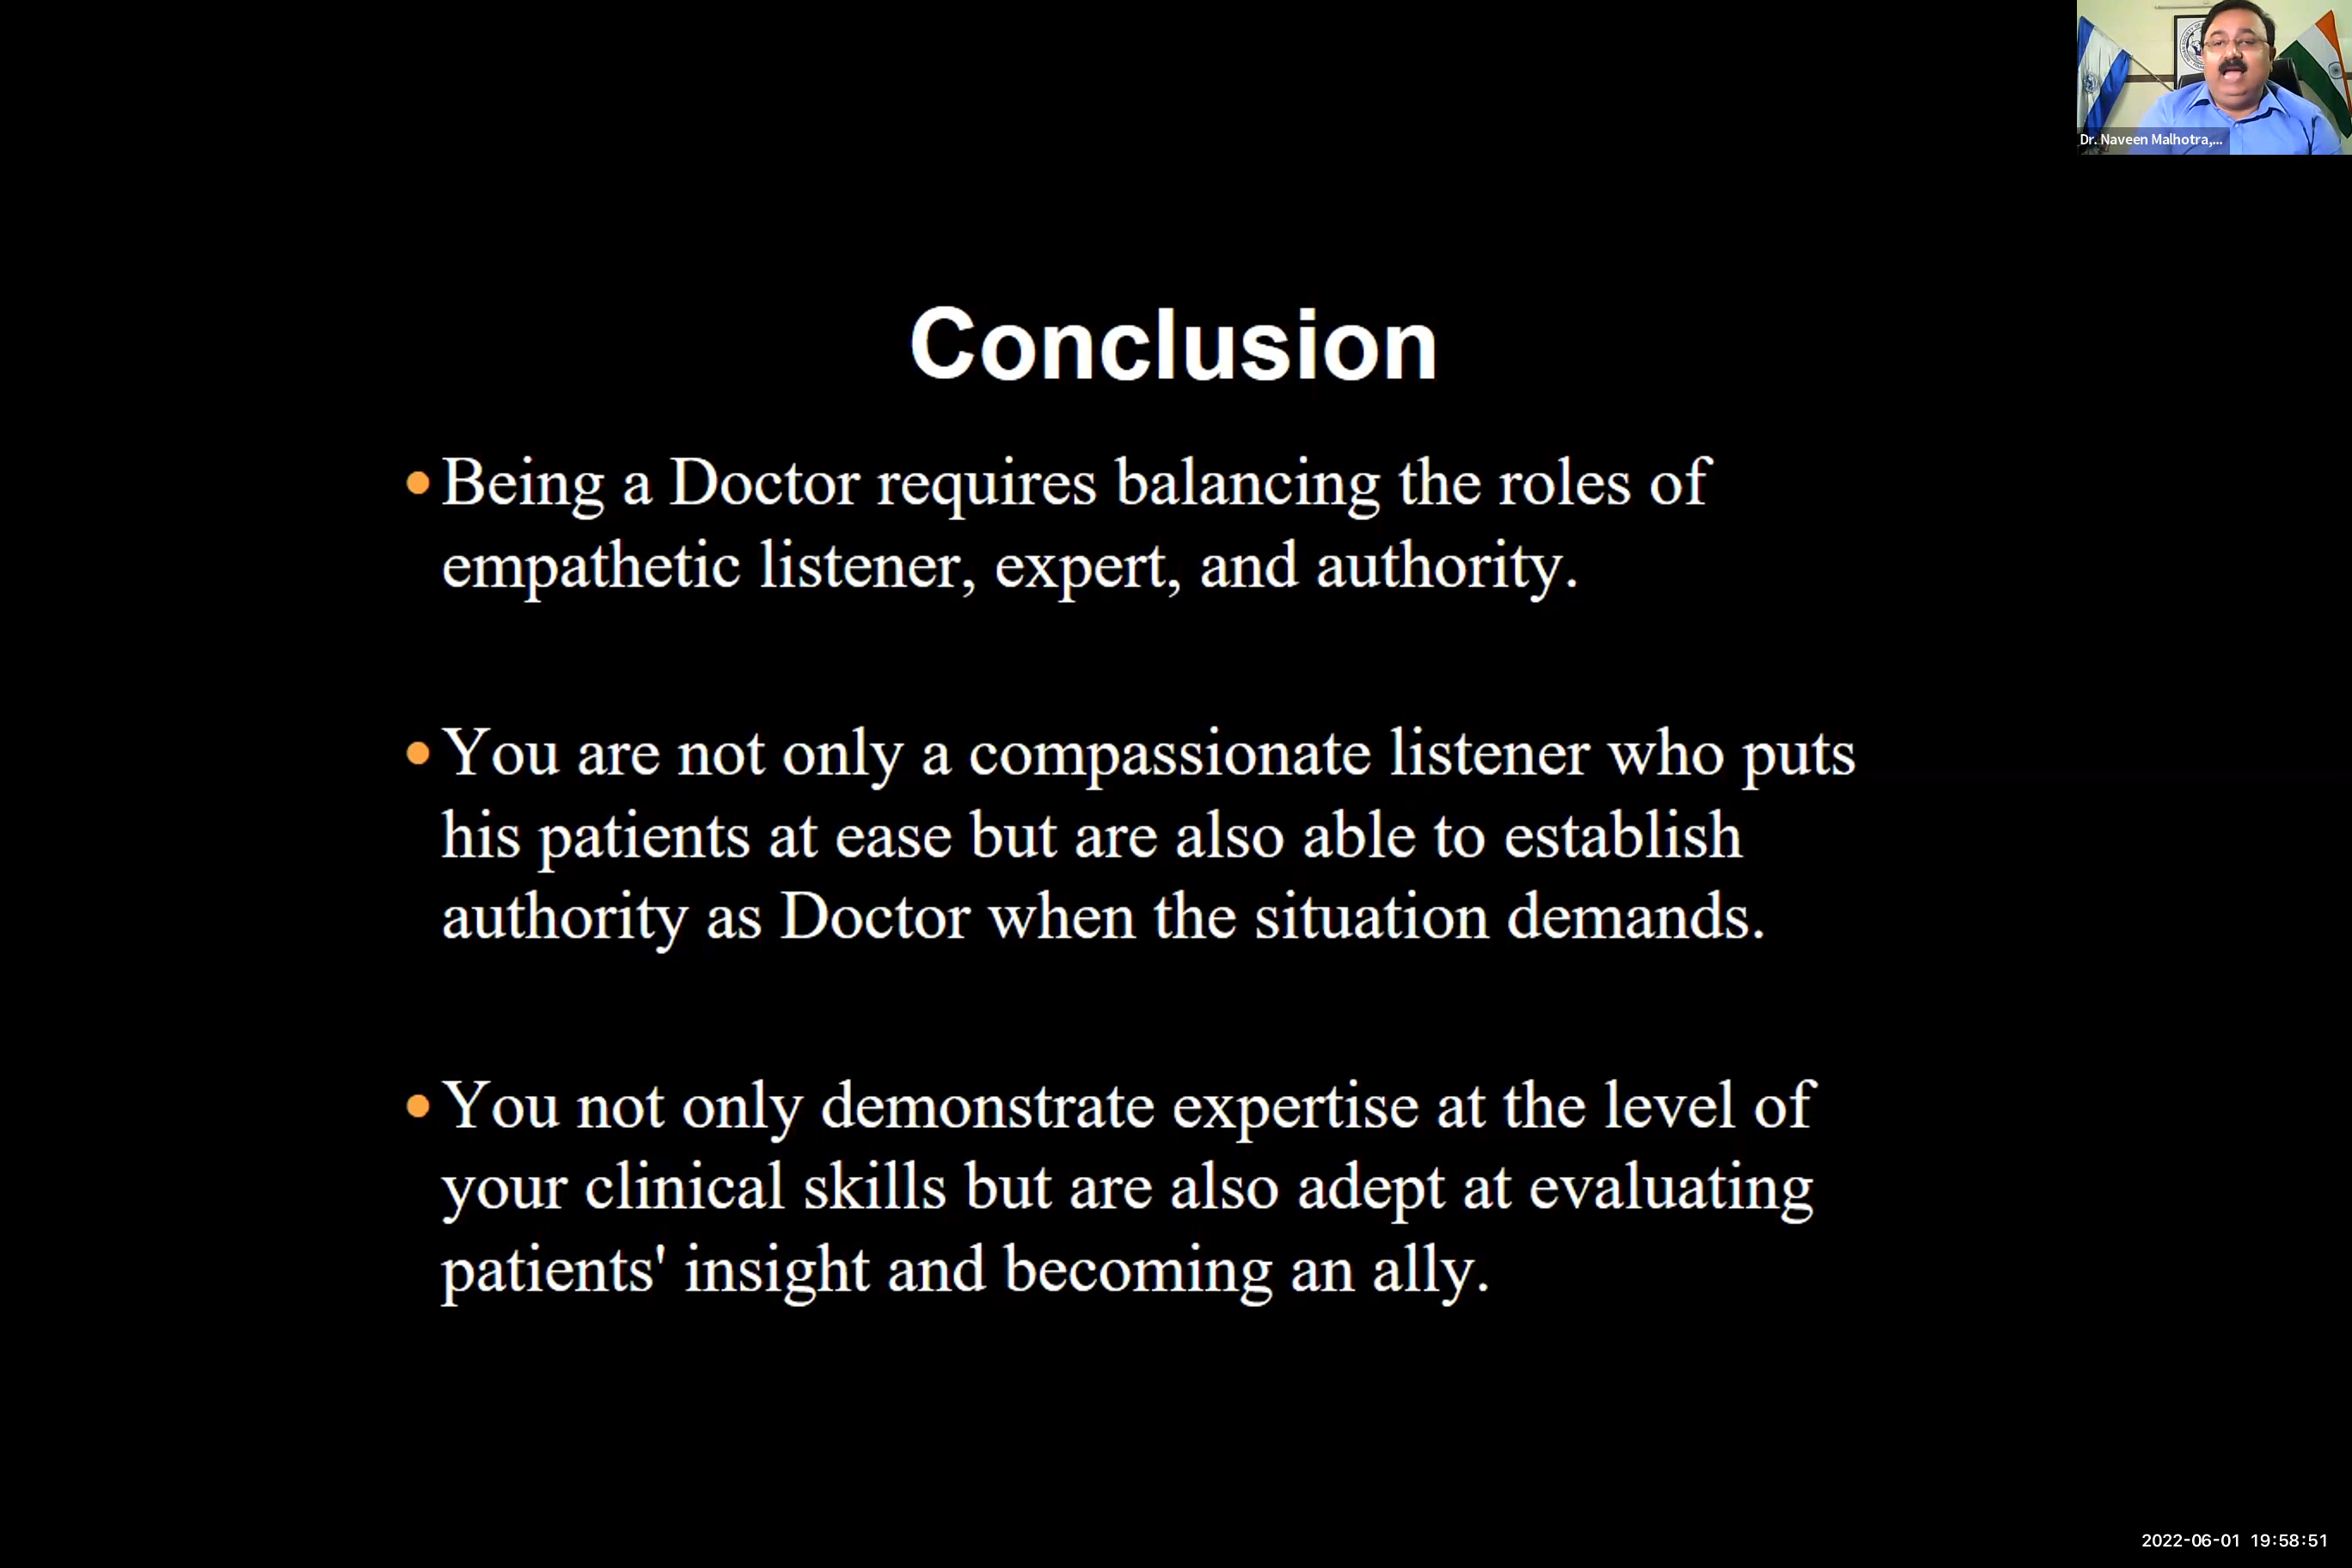 Dr. Naveen Malhotra,...
Conclusion
• Being a Doctor requires balancing the roles of
empathetic listener, expert, and authority.
• You are not only a compassionate listener who puts
his patients at ease but are also able to establish
authority as Doctor when the situation demands.
• You not only demonstrate expertise at the level of
your clinical skills but are also adept at evaluating
patients' insight and becoming an ally.
2022-06-01 19:58:51